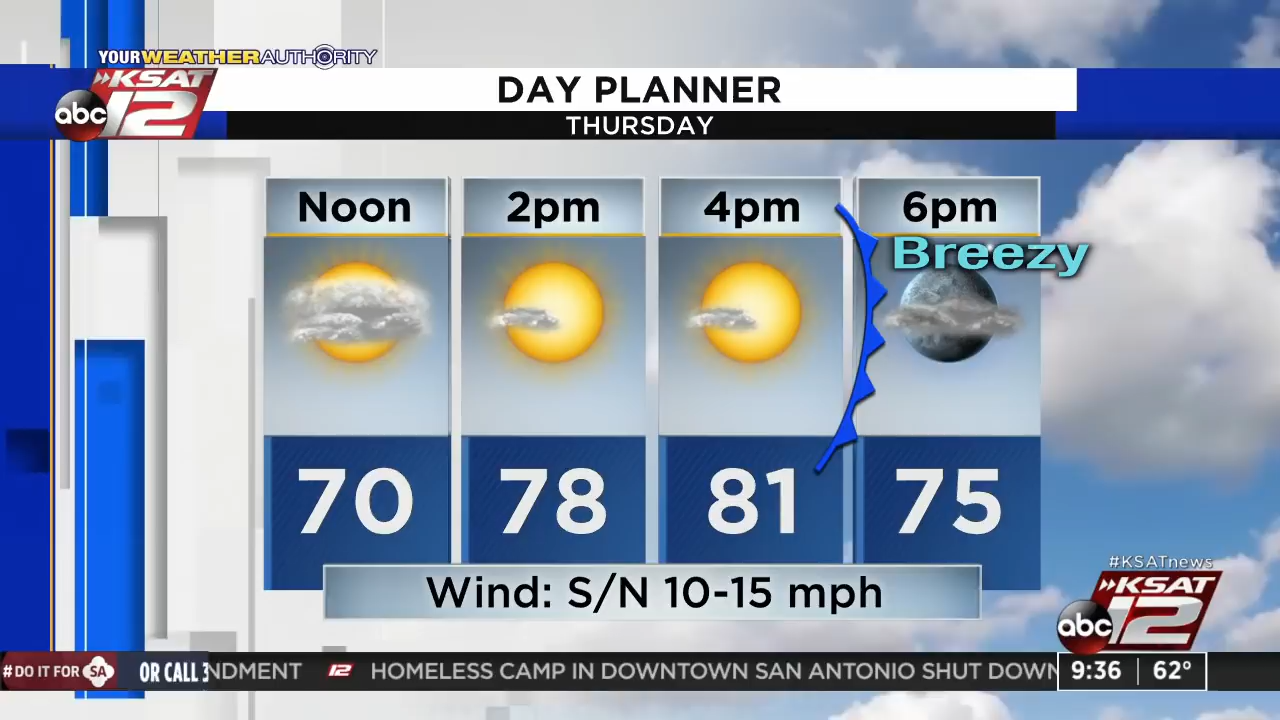 YOUR WEATHER AUTHORITY
KSAT
abc 12
DAY PLANNER
THURSDAY
Noon 2pm 4pm 6pm
Breezy
70 78 81 75
Wind: S/N 10-15 mph
#KSATnews
KSAT
abc 12
#DO IT FOR SA OR CALL 3NDMENT 12 HOMELESS CAMP IN DOWNTOWN SAN ANTONIO SHUT DOWN 9:36 62°